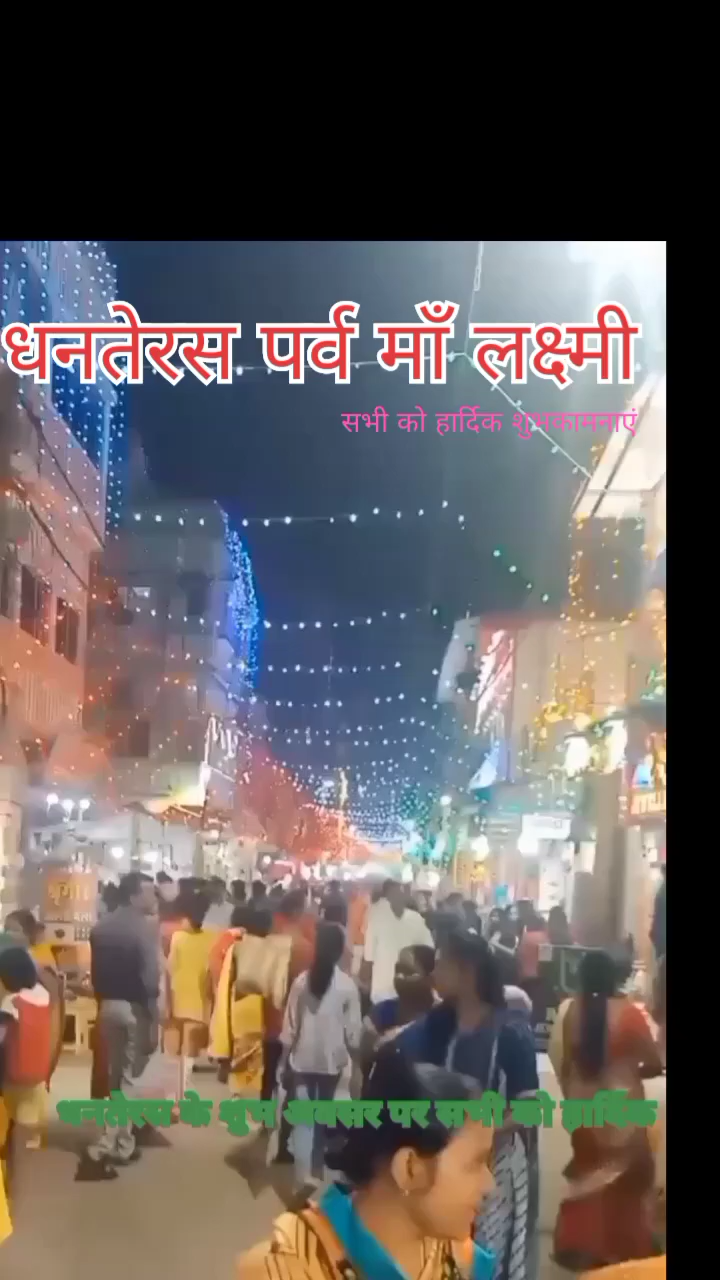 धनतेरस पर्व माँ लक्ष्मी
सभी को हार्दिक शुभकामनाएं
धनतेरस के शुभ अवसर पर सभी को हार्दिक